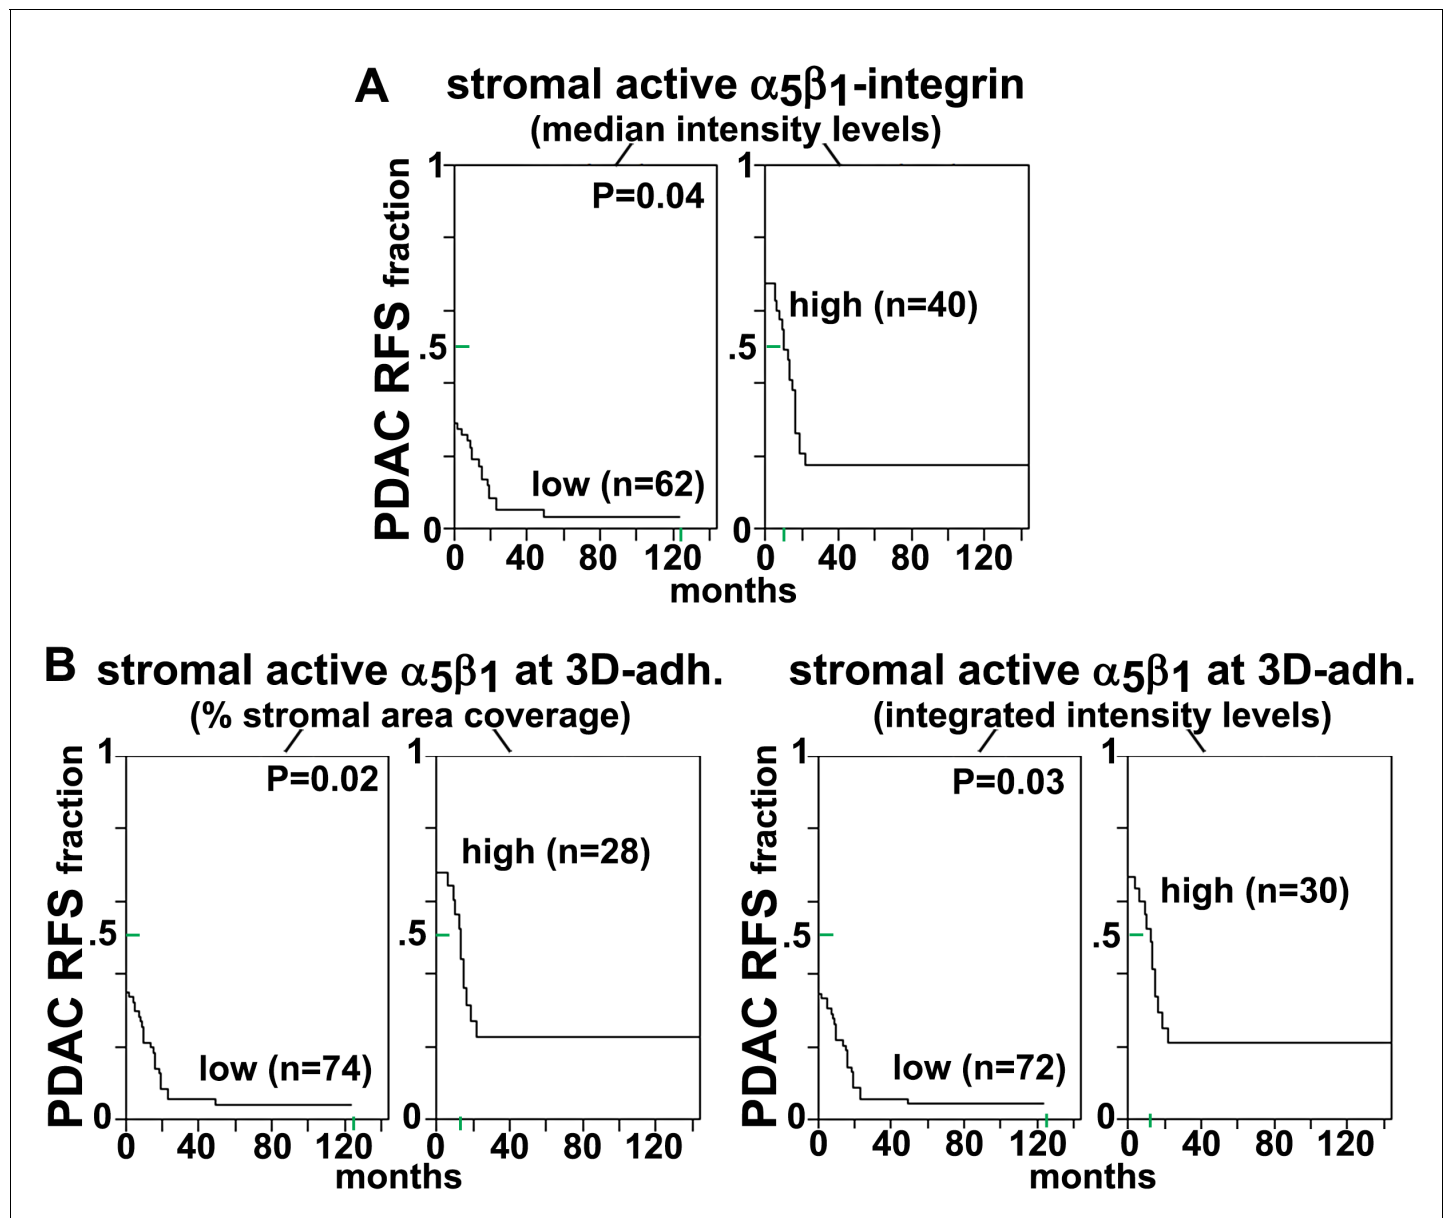 A stromal active α5β1-integrin
(median intensity levels)
PDAC RFS fraction
1
.5
0
P=0.04
low (n=62)
0 40 80 120
1
.5
0
high (n=40)
0 40 80 120
months
B stromal active α5β1 at 3D-adh.
(% stromal area coverage)
PDAC RFS fraction
1
.5
0
P=0.02
low (n=74)
0 40 80 120
1
.5
0
high (n=28)
0 40 80 120
months
stromal active α5β1 at 3D-adh.
(integrated intensity levels)
PDAC RFS fraction
1
.5
0
P=0.03
low (n=72)
0 40 80 120
1
.5
0
high (n=30)
0 40 80 120
months